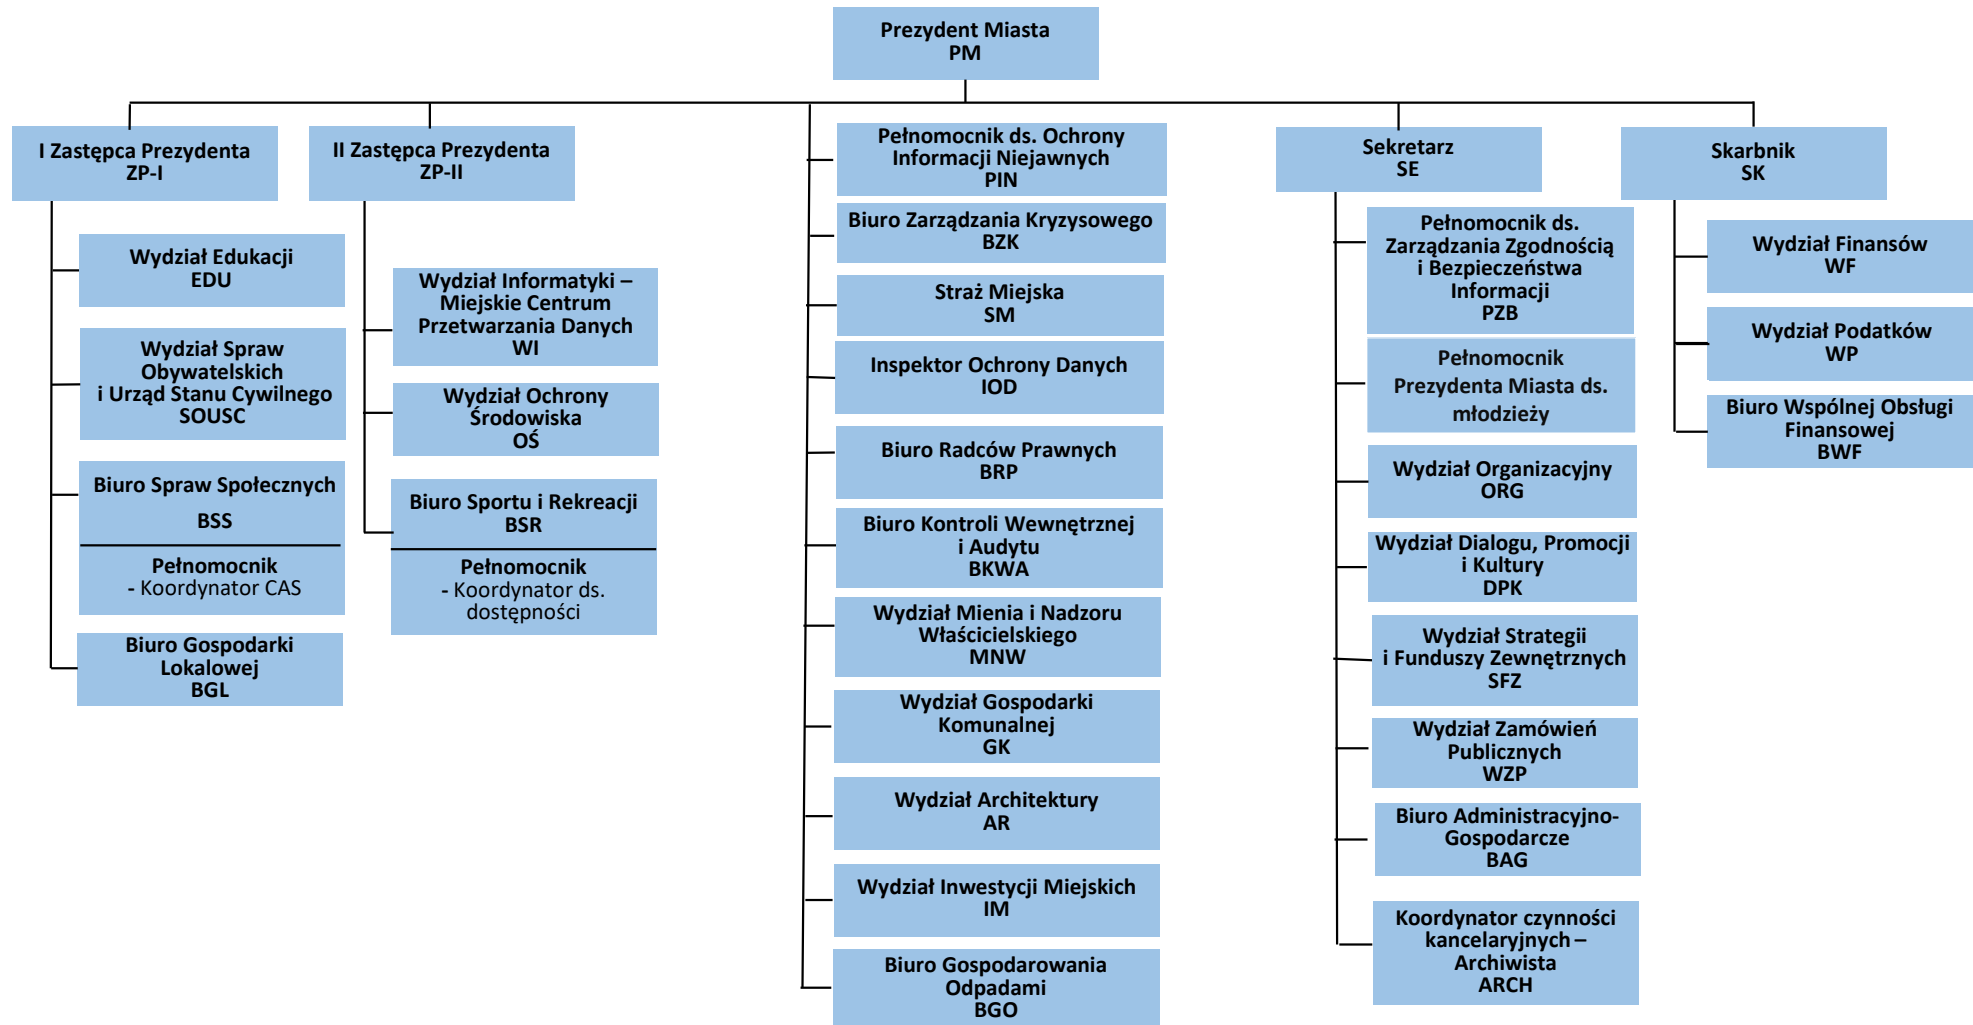 Prezydent Miasta
PM
I Zastępca Prezydenta
ZP-I
Wydział Edukacji
EDU
Wydział Spraw
Obywatelskich
i Urząd Stanu Cywilnego
SOUSC
Biuro Spraw Społecznych
BSS
Pełnomocnik
- Koordynator CAS
Biuro Gospodarki
Lokalowej
BGL
II Zastępca Prezydenta
ZP-II
Wydział Informatyki –
Miejskie Centrum
Przetwarzania Danych
WI
Wydział Ochrony
Środowiska
OŚ
Biuro Sportu i Rekreacji
BSR
Pełnomocnik
- Koordynator ds.
dostępności
Pełnomocnik ds. Ochrony
Informacji Niejawnych
PIN
Biuro Zarządzania Kryzysowego
BZK
Straż Miejska
SM
Inspektor Ochrony Danych
IOD
Biuro Radców Prawnych
BRP
Biuro Kontroli Wewnętrznej
i Audytu
BKWA
Wydział Mienia i Nadzoru
Właścicielskiego
MNW
Wydział Gospodarki
Komunalnej
GK
Wydział Architektury
AR
Wydział Inwestycji Miejskich
IM
Biuro Gospodarowania
Odpadami
BGO
Sekretarz
SE
Pełnomocnik ds.
Zarządzania Zgodnością
i Bezpieczeństwa
Informacji
PZB
Pełnomocnik
Prezydenta Miasta ds.
młodzieży
Wydział Organizacyjny
ORG
Wydział Dialogu, Promocji
i Kultury
DPK
Wydział Strategii
i Funduszy Zewnętrznych
SFZ
Wydział Zamówień
Publicznych
WZP
Biuro Administracyjno-
Gospodarcze
BAG
Koordynator czynności
kancelaryjnych –
Archiwista
ARCH
Skarbnik
SK
Wydział Finansów
WF
Wydział Podatków
WP
Biuro Wspólnej Obsługi
Finansowej
BWF